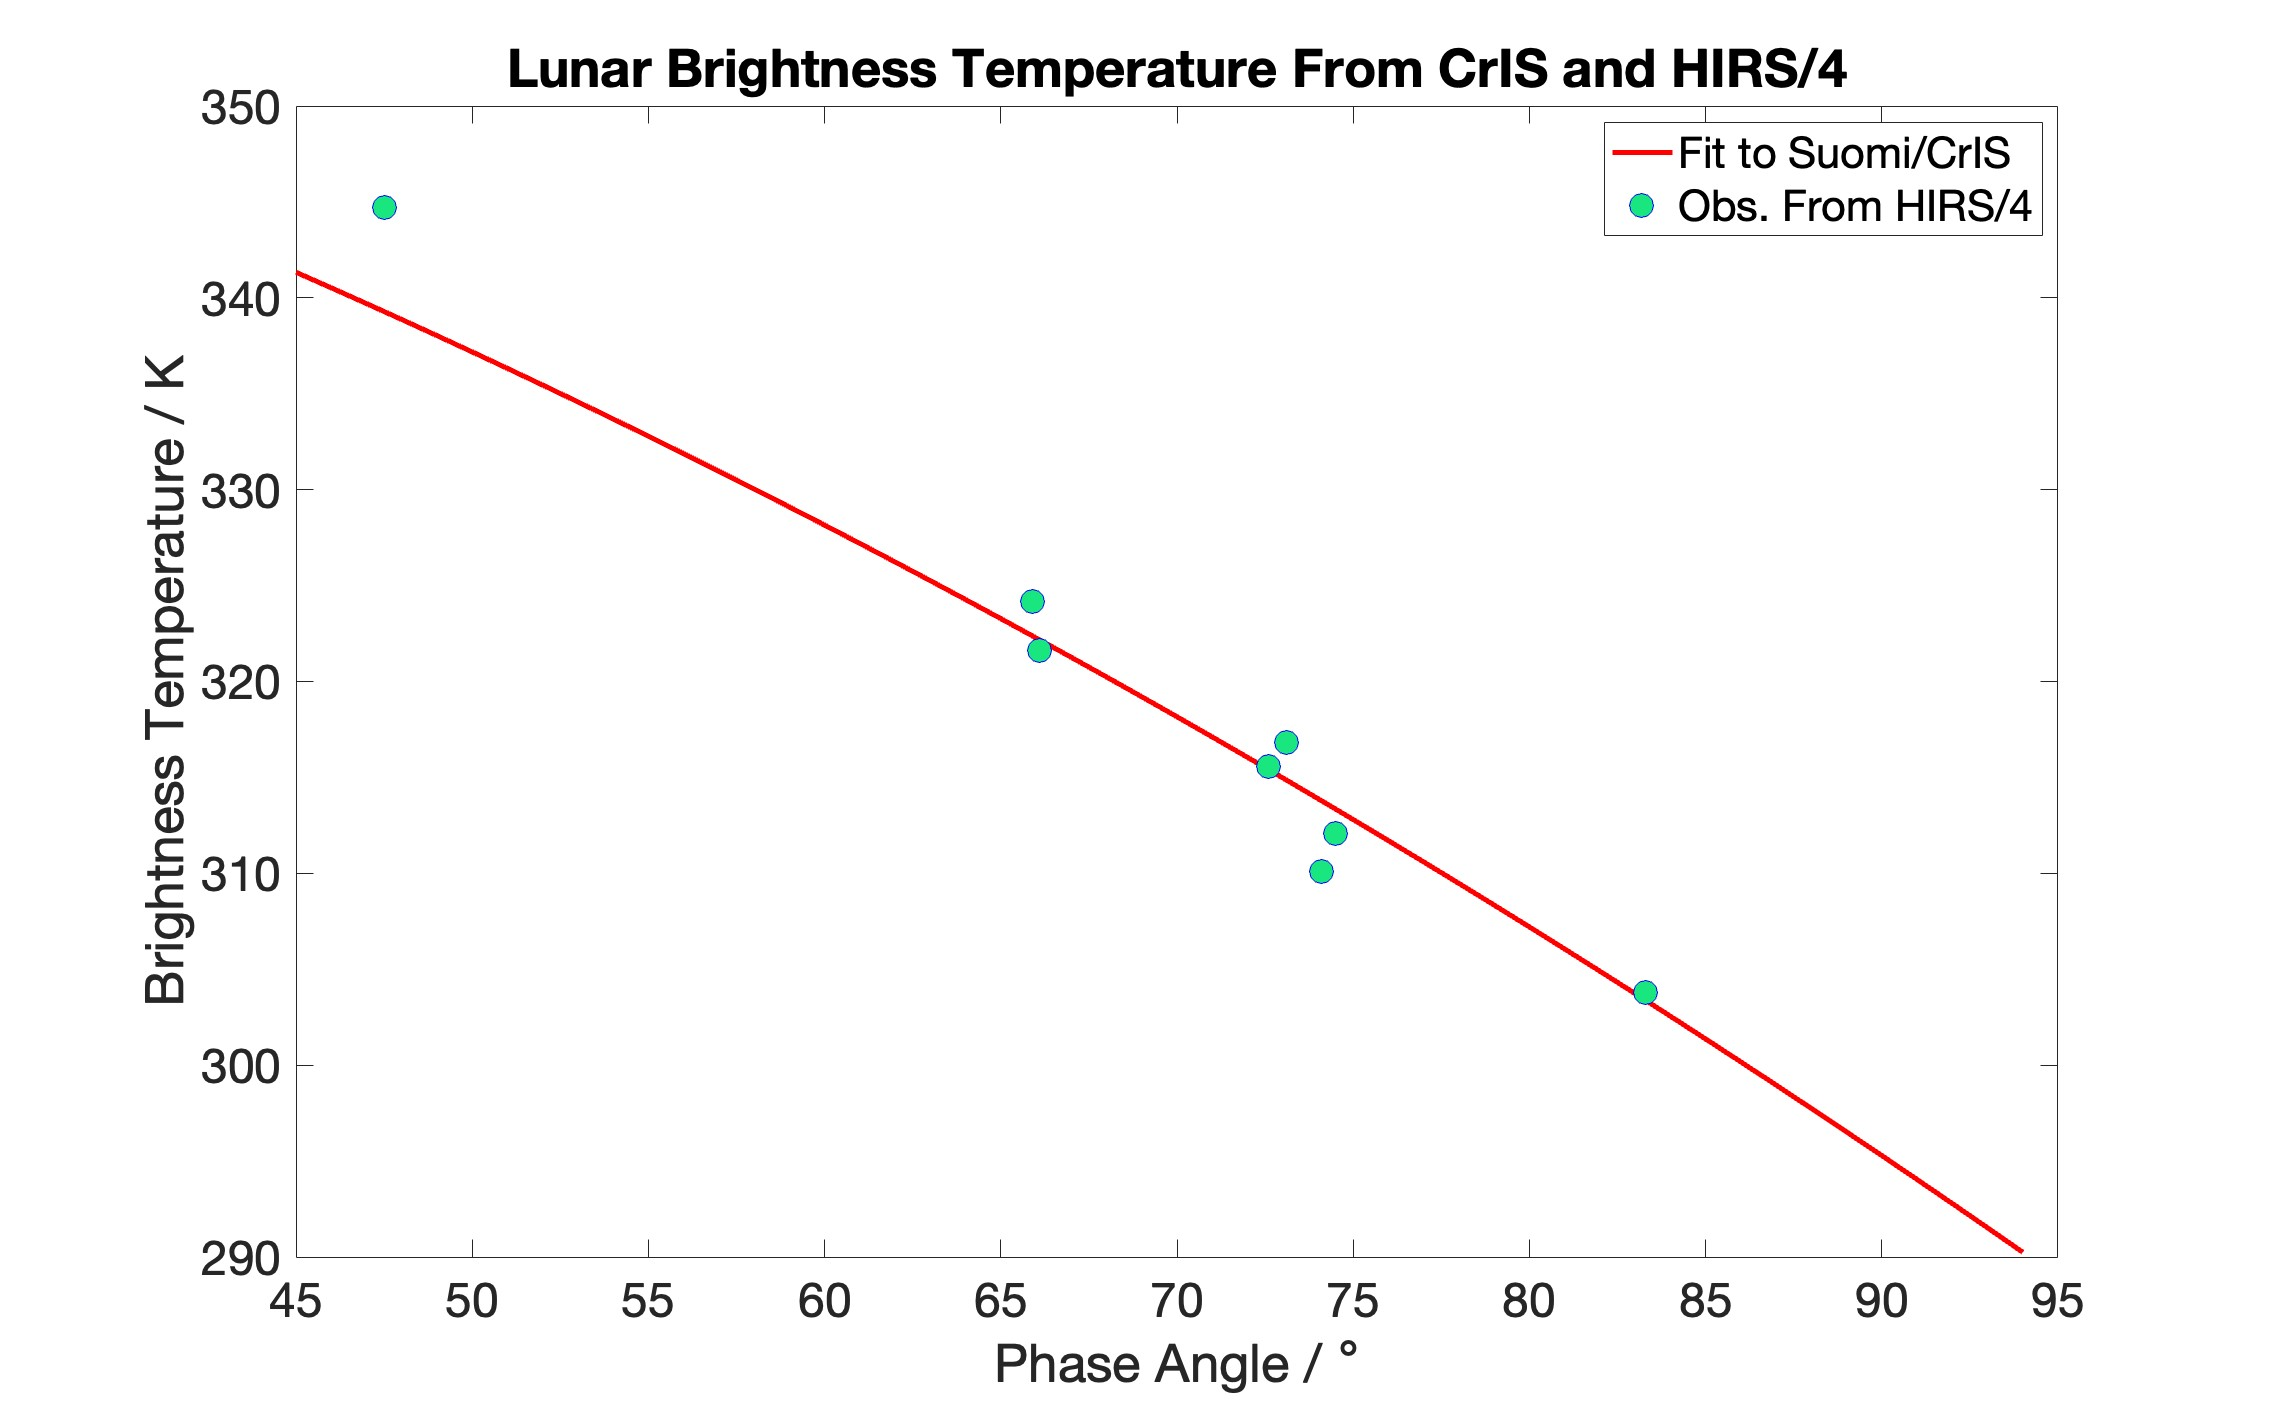 Lunar Brightness Temperature From CrIS and HIRS/4
Fit to Suomi/CrIS
Obs. From HIRS/4
Brightness Temperature / K
350
340
330
320
310
300
290
45 50 55 60 65 70 75 80 85 90 95
Phase Angle / °